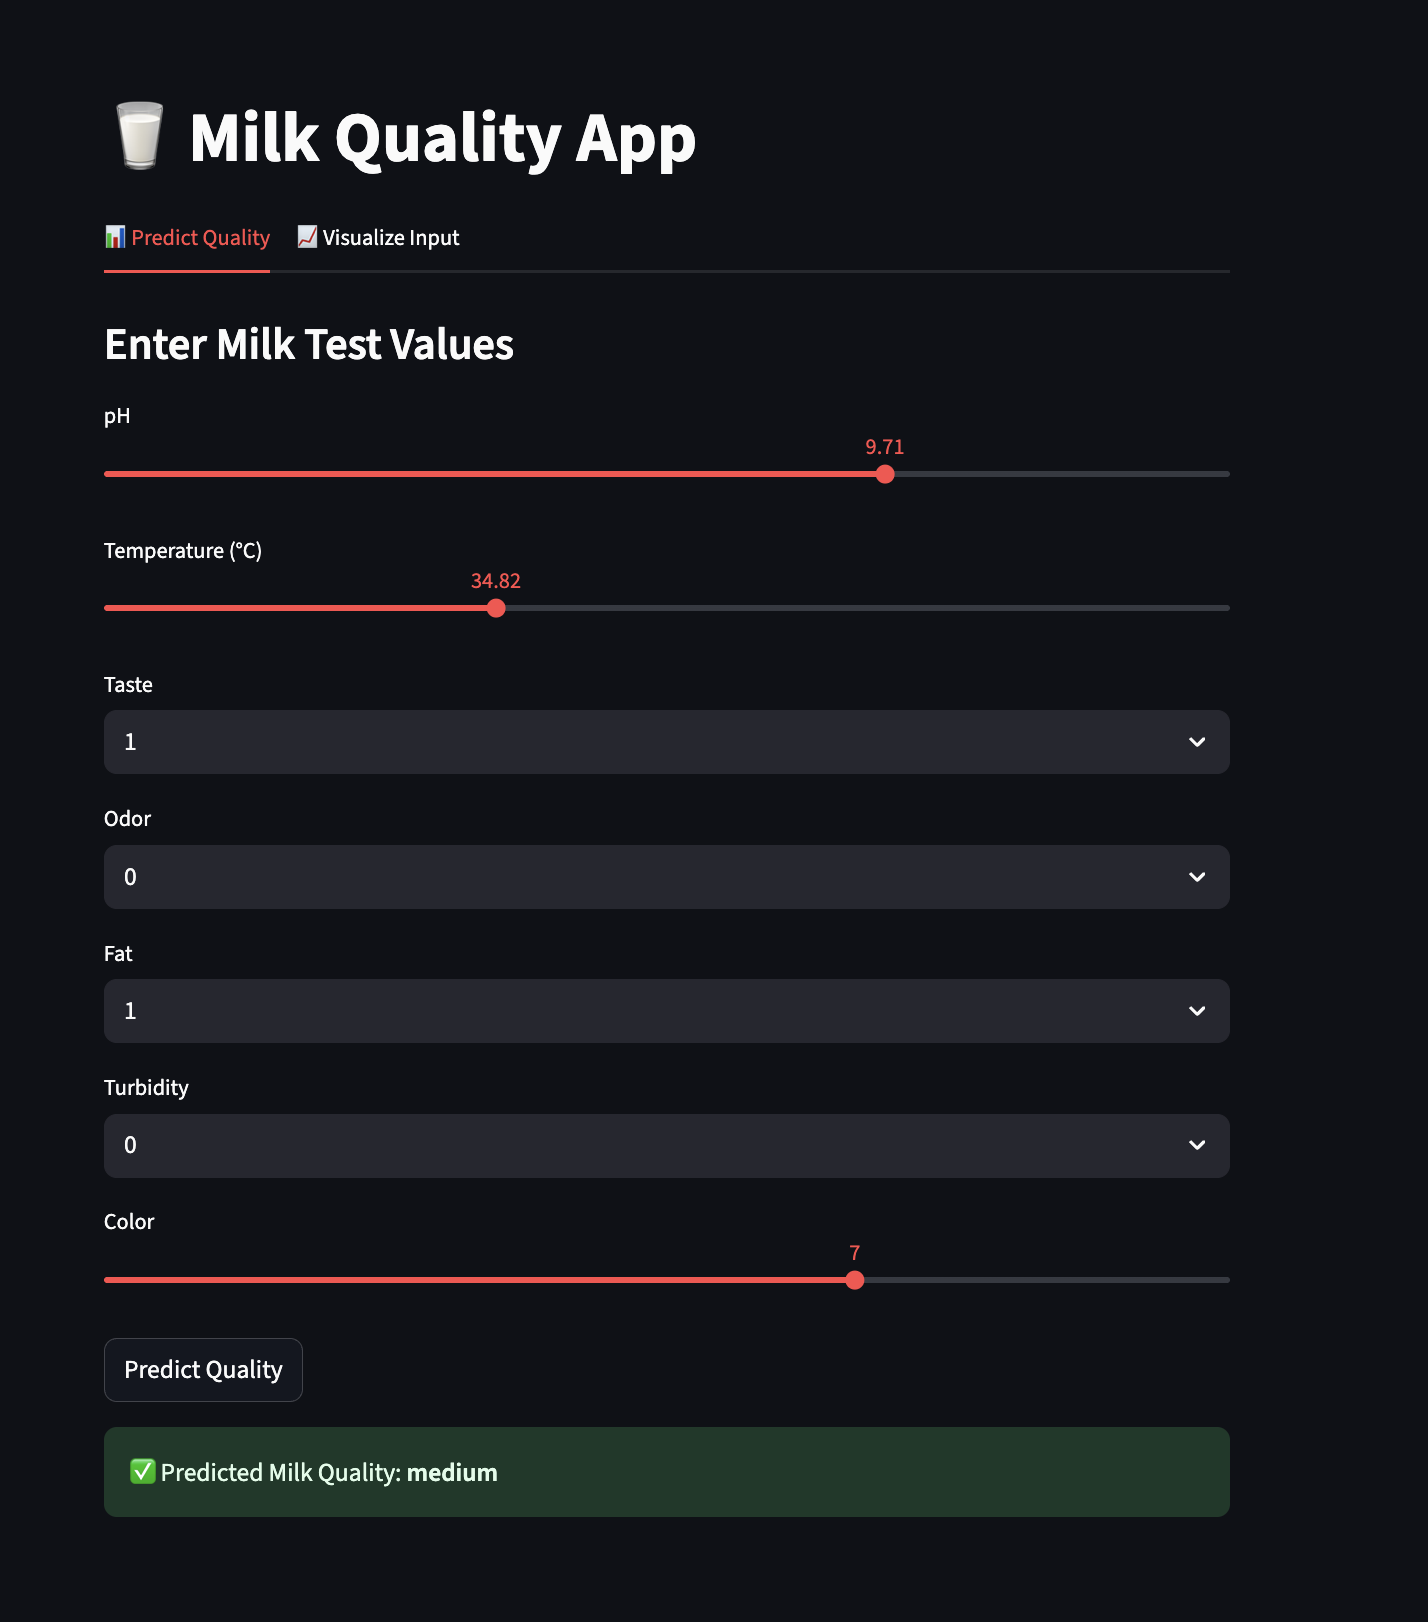 Milk Quality App
Predict Quality Visualize Input
Enter Milk Test Values
pH
9.71
Temperature (°C)
34.82
Taste
1
Odor
0
Fat
1
Turbidity
0
Color
7
Predict Quality
Predicted Milk Quality: medium